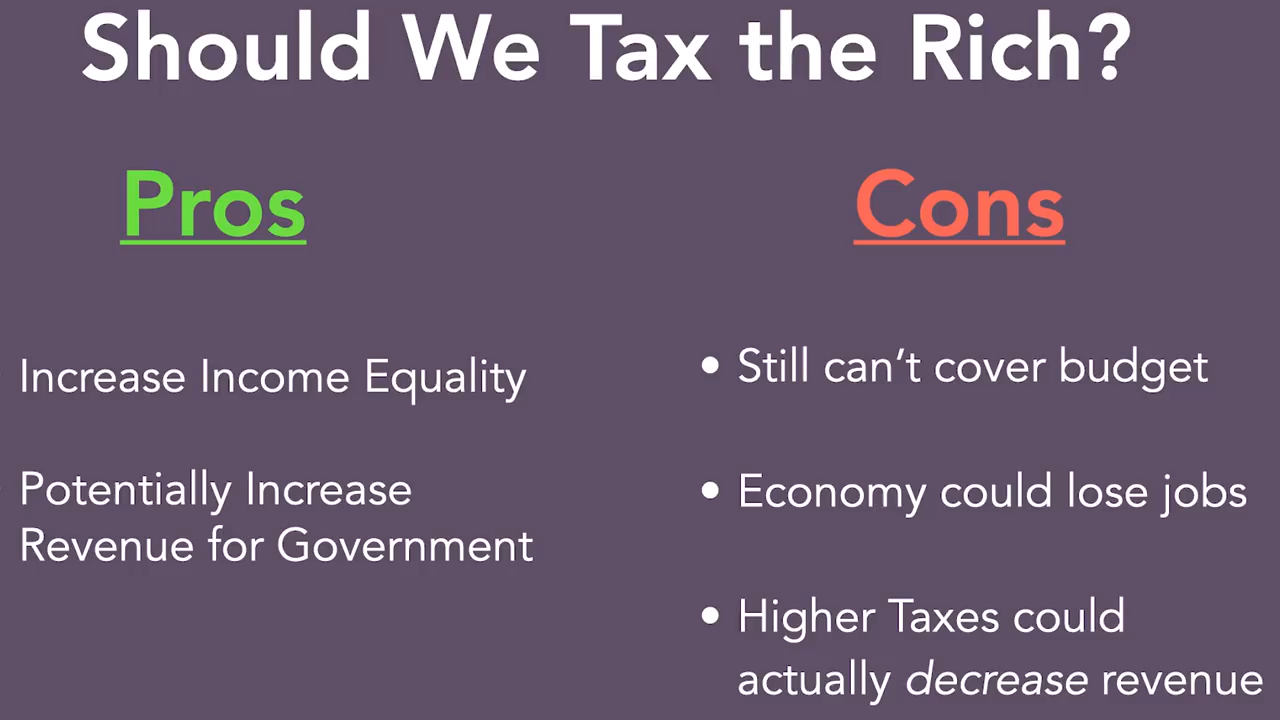 Should We Tax the Rich?
Pros
Increase Income Equality
Potentially Increase
Revenue for Government
Cons
• Still can’t cover budget
• Economy could lose jobs
• Higher Taxes could
actually decrease revenue